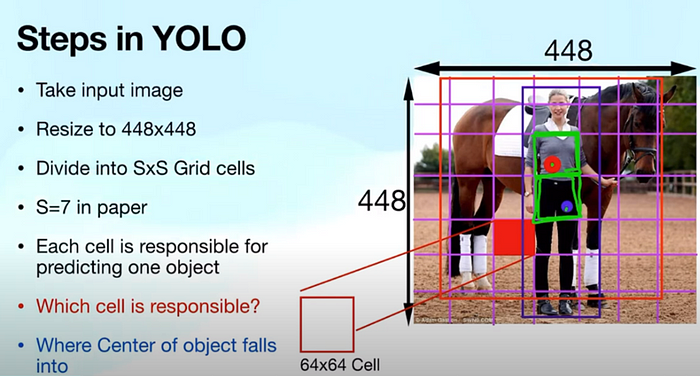 Steps in YOLO
• Take input image
• Resize to 448x448
• Divide into SxS Grid cells
• S=7 in paper
• Each cell is responsible for
predicting one object
• Which cell is responsible?
• Where Center of object falls
into
448
448
64x64 Cell